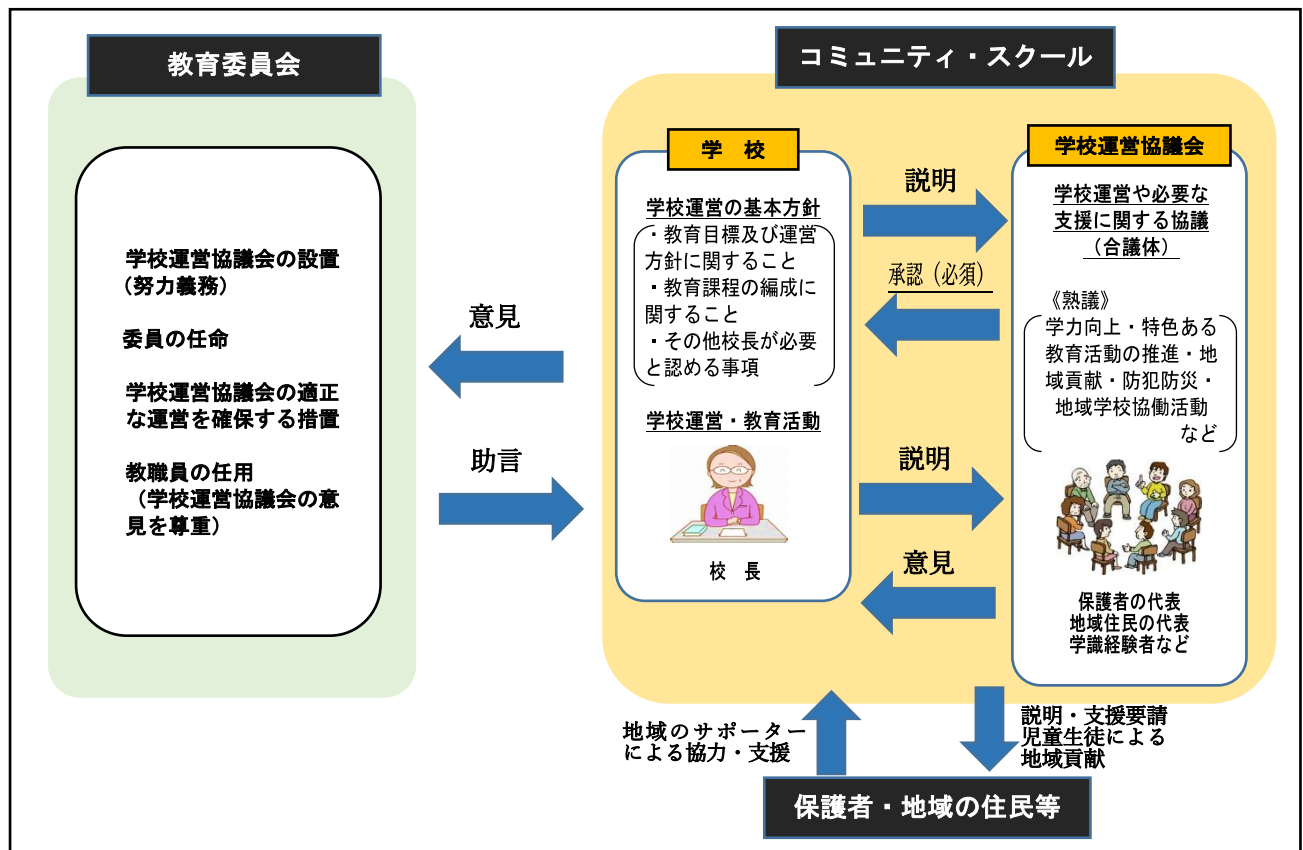 教育委員会
学校運営協議会の設置
(努力義務)
委員の任命
学校運営協議会の適正
な運営を確保する措置
教職員の任用
（学校運営協議会の意
見を尊重）
意見
助言
コミュニティ・スクール
学　校
学校運営の基本方針
・教育目標及び運営
方針に関すること
・教育課程の編成に
関すること
・その他校長が必要
と認める事項
学校運営・教育活動
校　長
説明
承認（必須）
説明
意見
学校運営協議会
学校運営や必要な
支援に関する協議
（合議体）
《熟議》
学力向上・特色ある
教育活動の推進・地
域貢献・防犯防災・
地域学校協働活動
など
保護者の代表
地域住民の代表
学識経験者など
地域のサポーター
による協力・支援
説明・支援要請
児童生徒による
地域貢献
保護者・地域の住民等